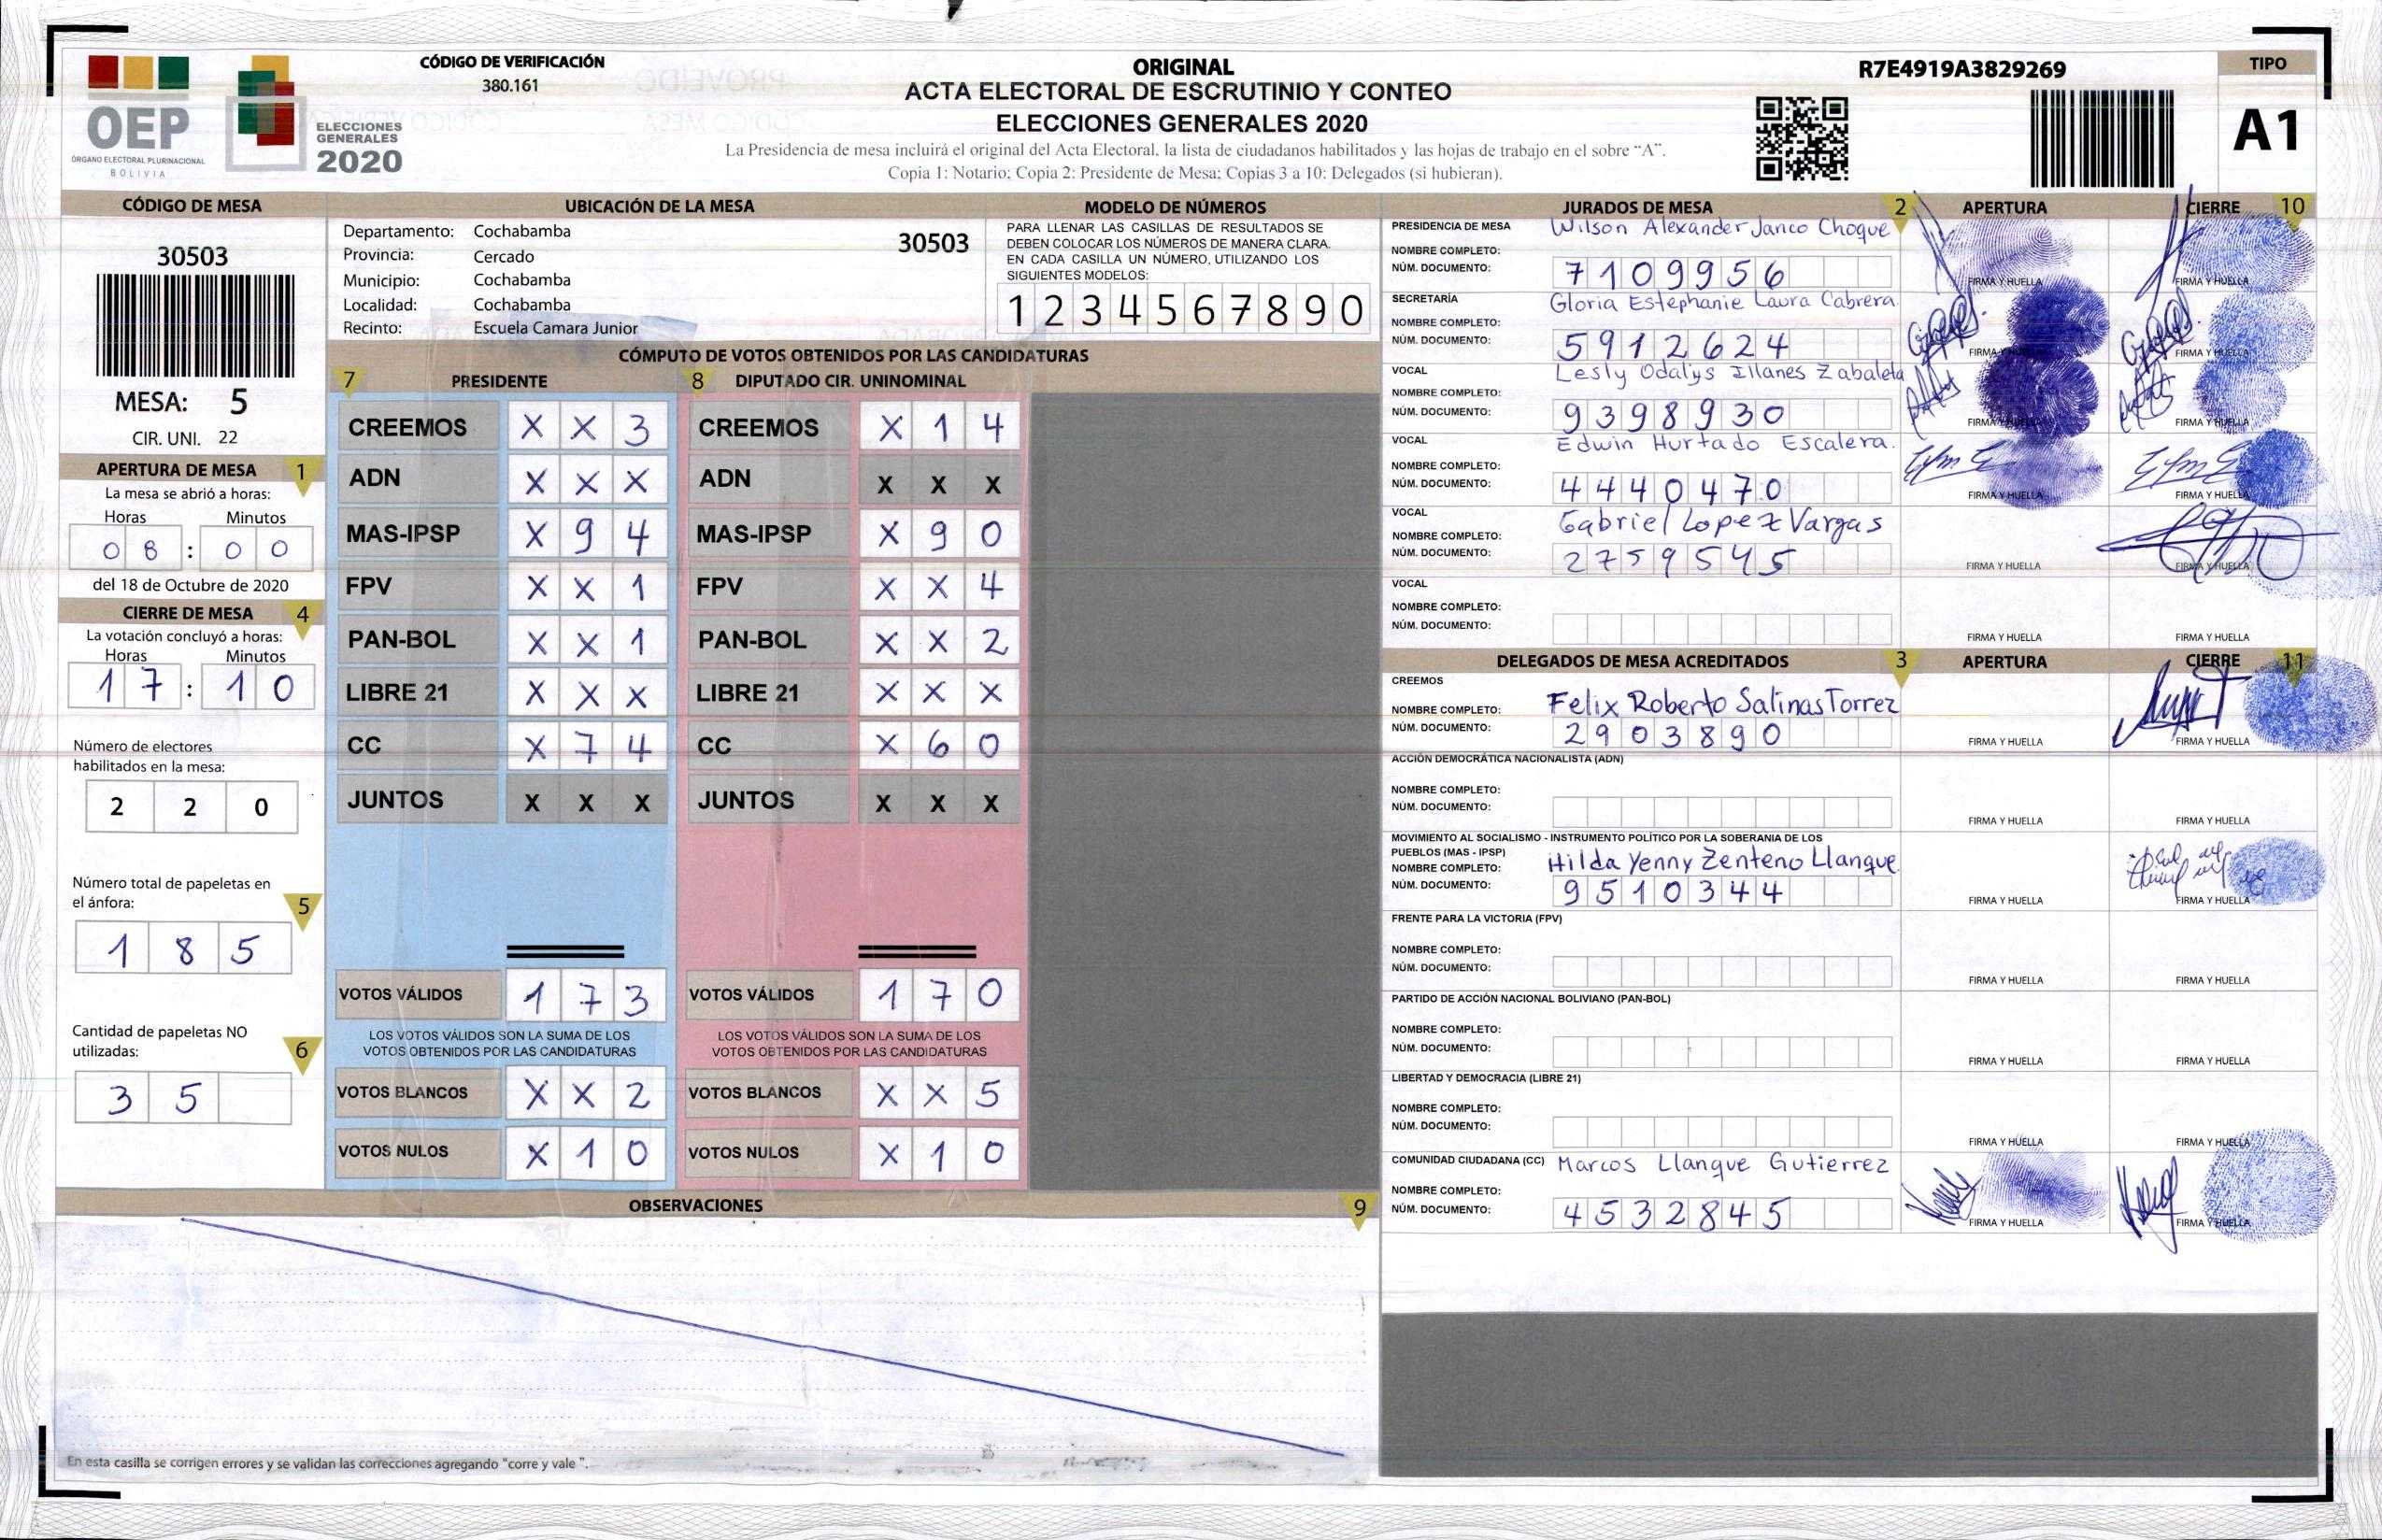 OEP
ÓRGANO ELECTORAL PLURINACIONAL
BOLIVIA
ELECCIONES
GENERALES
2020
CÓDIGO DE VERIFICACIÓN
380.161
ORIGINAL
ACTA ELECTORAL DE ESCRUTINIO Y CONTEO
ELECCIONES GENERALES 2020
La Presidencia de mesa incluirá el original del Acta Electoral, la lista de ciudadanos habilitados y las hojas de trabajo en el sobre “A”.
Copia 1: Notario; Copia 2: Presidente de Mesa; Copias 3 a 10: Delegados (si hubieran).
R7E4919A3829269
TIPO
A1
CÓDIGO DE MESA
30503
MESA: 5
CIR. UNI. 22
APERTURA DE MESA 1
La mesa se abrió a horas:
Horas Minutos
08 : 00
del 18 de Octubre de 2020
CIERRE DE MESA 4
La votación concluyó a horas:
Horas Minutos
17 : 10
Número de electores
habilitados en la mesa:
2 2 0
Número total de papeletas en
el ánfora: 5
1 8 5
Cantidad de papeletas NO
utilizadas: 6
3 5
UBICACIÓN DE LA MESA
Departamento: Cochabamba
Provincia: Cercado
Municipio: Cochabamba
Localidad: Cochabamba
Recinto: Escuela Camara Junior
30503
MODELO DE NÚMEROS
PARA LLENAR LAS CASILLAS DE RESULTADOS SE
DEBEN COLOCAR LOS NÚMEROS DE MANERA CLARA.
EN CADA CASILLA UN NÚMERO, UTILIZANDO LOS
SIGUIENTES MODELOS:
1 2 3 4 5 6 7 8 9 0
CÓMPUTO DE VOTOS OBTENIDOS POR LAS CANDIDATURAS
7 PRESIDENTE
CREEMOS X X 3
ADN X X X
MAS-IPSP X 9 4
FPV X X 1
PAN-BOL X X 1
LIBRE 21 X X X
CC X 7 4
JUNTOS X X X
VOTOS VÁLIDOS 1 7 3
LOS VOTOS VÁLIDOS SON LA SUMA DE LOS
VOTOS OBTENIDOS POR LAS CANDIDATURAS
VOTOS BLANCOS X X 2
VOTOS NULOS X 1 0
8 DIPUTADO CIR. UNINOMINAL
CREEMOS X 1 4
ADN X X X
MAS-IPSP X 9 0
FPV X X 4
PAN-BOL X X 2
LIBRE 21 X X X
CC X 6 0
JUNTOS X X X
VOTOS VÁLIDOS 1 7 0
LOS VOTOS VÁLIDOS SON LA SUMA DE LOS
VOTOS OBTENIDOS POR LAS CANDIDATURAS
VOTOS BLANCOS X X 5
VOTOS NULOS X 1 0
OBSERVACIONES 9
En esta casilla se corrigen errores y se validan las correcciones agregando "corre y vale ".
JURADOS DE MESA 2 APERTURA CIERRE 10
PRESIDENCIA DE MESA Wilson Alexander Janco Choque
NOMBRE COMPLETO:
NÚM. DOCUMENTO: 7109956
FIRMA Y HUELLA FIRMA Y HUELLA
SECRETARÍA Gloria Estephanie Laura Cabrera
NOMBRE COMPLETO:
NÚM. DOCUMENTO: 5912624
FIRMA Y HUELLA FIRMA Y HUELLA
VOCAL Lesly Odalys Illanes Zabaleta
NOMBRE COMPLETO:
NÚM. DOCUMENTO: 9398930
FIRMA Y HUELLA FIRMA Y HUELLA
VOCAL Edwin Hurtado Escalera.
NOMBRE COMPLETO:
NÚM. DOCUMENTO: 4440470
FIRMA Y HUELLA FIRMA Y HUELLA
VOCAL Gabriel Lopez Vargas
NOMBRE COMPLETO:
NÚM. DOCUMENTO: 2759545
FIRMA Y HUELLA FIRMA Y HUELLA
VOCAL
NOMBRE COMPLETO:
NÚM. DOCUMENTO:
FIRMA Y HUELLA FIRMA Y HUELLA
DELEGADOS DE MESA ACREDITADOS 3 APERTURA CIERRE 11
CREEMOS
NOMBRE COMPLETO: Felix Roberto Salinas Torrez
NÚM. DOCUMENTO: 2903890
FIRMA Y HUELLA FIRMA Y HUELLA
ACCIÓN DEMOCRÁTICA NACIONALISTA (ADN)
NOMBRE COMPLETO:
NÚM. DOCUMENTO:
FIRMA Y HUELLA FIRMA Y HUELLA
MOVIMIENTO AL SOCIALISMO - INSTRUMENTO POLÍTICO POR LA SOBERANIA DE LOS
PUEBLOS (MAS - IPSP)
NOMBRE COMPLETO: Hilda Yenny Zenteno Llanque
NÚM. DOCUMENTO: 9510344
FIRMA Y HUELLA FIRMA Y HUELLA
FRENTE PARA LA VICTORIA (FPV)
NOMBRE COMPLETO:
NÚM. DOCUMENTO:
FIRMA Y HUELLA FIRMA Y HUELLA
PARTIDO DE ACCIÓN NACIONAL BOLIVIANO (PAN-BOL)
NOMBRE COMPLETO:
NÚM. DOCUMENTO:
FIRMA Y HUELLA FIRMA Y HUELLA
LIBERTAD Y DEMOCRACIA (LIBRE 21)
NOMBRE COMPLETO:
NÚM. DOCUMENTO:
FIRMA Y HUELLA FIRMA Y HUELLA
COMUNIDAD CIUDADANA (CC) Marcos Llanque Gutierrez
NOMBRE COMPLETO:
NÚM. DOCUMENTO: 4532845
FIRMA Y HUELLA FIRMA Y HUELLA